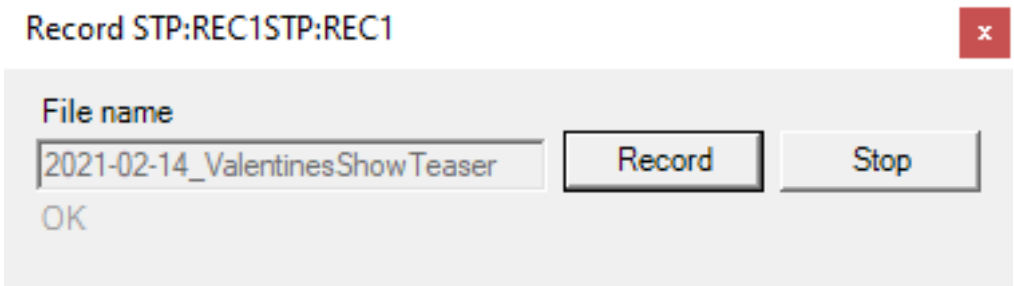 Record STP:REC1STP:REC1
x
File name
2021-02-14_ValentinesShowTeaser
Record
Stop
OK